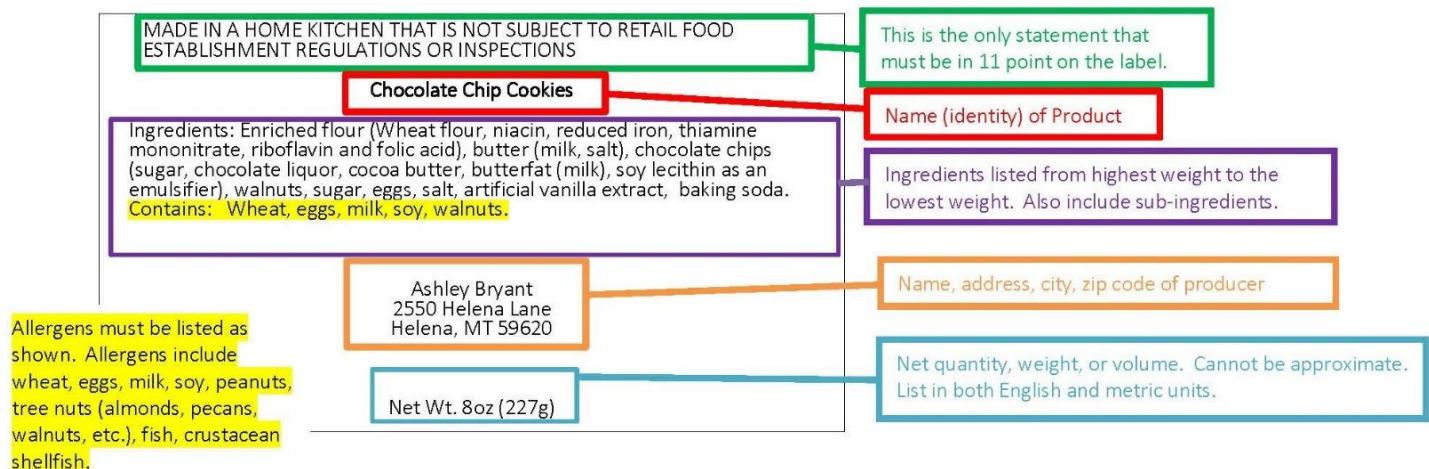 MADE IN A HOME KITCHEN THAT IS NOT SUBJECT TO RETAIL FOOD
ESTABLISHMENT REGULATIONS OR INSPECTIONS
This is the only statement that
must be in 11 point on the label.
Chocolate Chip Cookies
Name (identity) of Product
Ingredients: Enriched flour (Wheat flour, niacin, reduced iron, thiamine
mononitrate, riboflavin and folic acid), butter (milk, salt), chocolate chips
(sugar, chocolate liquor, cocoa butter, butterfat (milk), soy lecithin as an
emulsifier), walnuts, sugar, eggs, salt, artificial vanilla extract, baking soda.
Contains: Wheat, eggs, milk, soy, walnuts.
Ingredients listed from highest weight to the
lowest weight. Also include sub-ingredients.
Ashley Bryant
2550 Helena Lane
Helena, MT 59620
Name, address, city, zip code of producer
Allergens must be listed as
shown. Allergens include
wheat, eggs, milk, soy, peanuts,
tree nuts (almonds, pecans,
walnuts, etc.), fish, crustacean
shellfish.
Net Wt. 8oz (227g)
Net quantity, weight, or volume. Cannot be approximate.
List in both English and metric units.